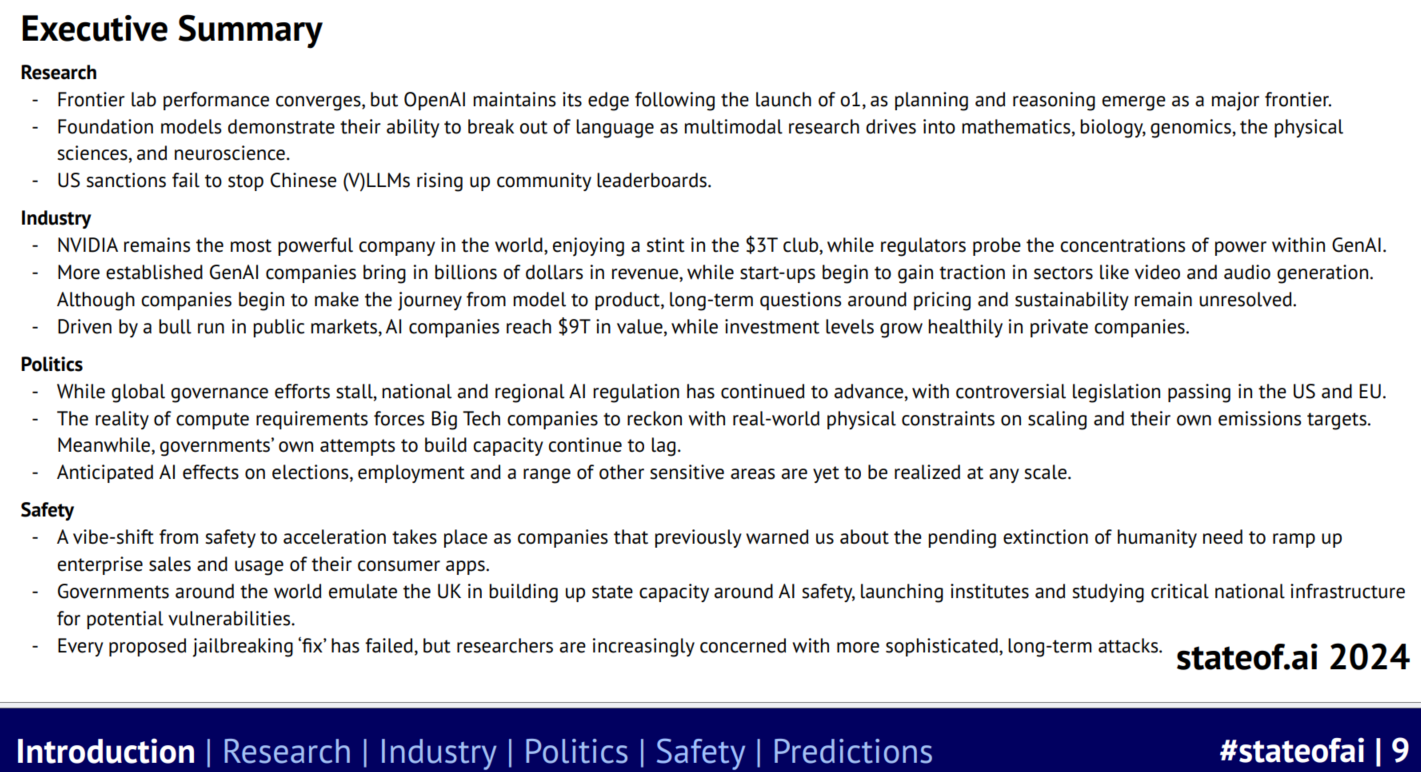 Executive Summary
Research
- Frontier lab performance converges, but OpenAI maintains its edge following the launch of o1, as planning and reasoning emerge as a major frontier.
- Foundation models demonstrate their ability to break out of language as multimodal research drives into mathematics, biology, genomics, the physical
sciences, and neuroscience.
- US sanctions fail to stop Chinese (V)LLMs rising up community leaderboards.
Industry
- NVIDIA remains the most powerful company in the world, enjoying a stint in the $3T club, while regulators probe the concentrations of power within GenAI.
- More established GenAI companies bring in billions of dollars in revenue, while start-ups begin to gain traction in sectors like video and audio generation.
Although companies begin to make the journey from model to product, long-term questions around pricing and sustainability remain unresolved.
- Driven by a bull run in public markets, AI companies reach $9T in value, while investment levels grow healthily in private companies.
Politics
- While global governance efforts stall, national and regional AI regulation has continued to advance, with controversial legislation passing in the US and EU.
- The reality of compute requirements forces Big Tech companies to reckon with real-world physical constraints on scaling and their own emissions targets.
Meanwhile, governments' own attempts to build capacity continue to lag.
- Anticipated AI effects on elections, employment and a range of other sensitive areas are yet to be realized at any scale.
Safety
- A vibe-shift from safety to acceleration takes place as companies that previously warned us about the pending extinction of humanity need to ramp up
enterprise sales and usage of their consumer apps.
- Governments around the world emulate the UK in building up state capacity around AI safety, launching institutes and studying critical national infrastructure
for potential vulnerabilities.
- Every proposed jailbreaking 'fix' has failed, but researchers are increasingly concerned with more sophisticated, long-term attacks.
stateof.ai 2024
Introduction | Research | Industry | Politics | Safety | Predictions
#stateofai | 9